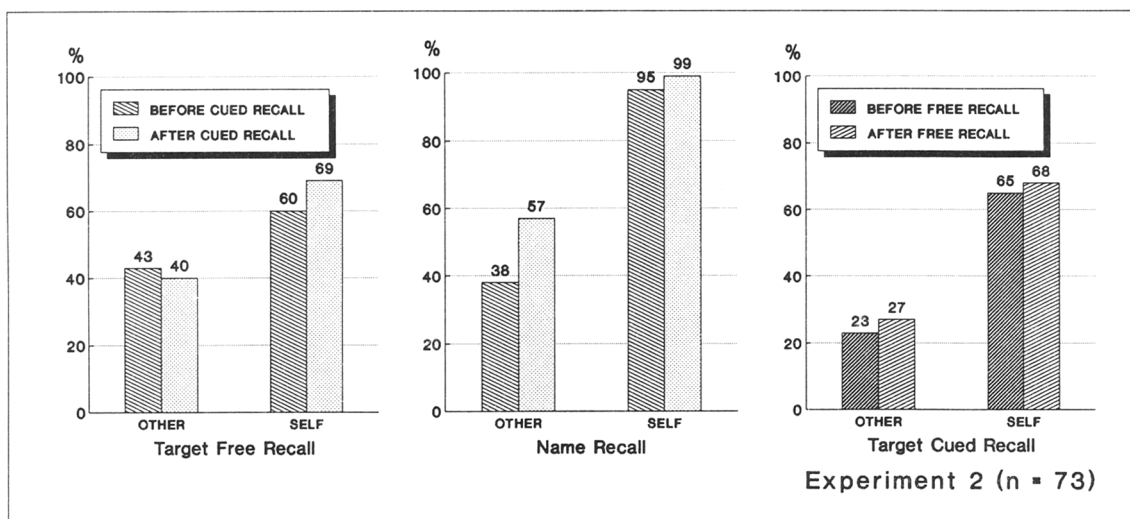 %
100
80
60
40
20
0
BEFORE CUED RECALL
AFTER CUED RECALL
43
40
60
69
OTHER
SELF
Target Free Recall
%
100
80
60
40
20
0
38
57
95
99
OTHER
SELF
Name Recall
%
100
80
60
40
20
0
BEFORE FREE RECALL
AFTER FREE RECALL
23
27
65
68
OTHER
SELF
Target Cued Recall
Experiment 2 (n = 73)